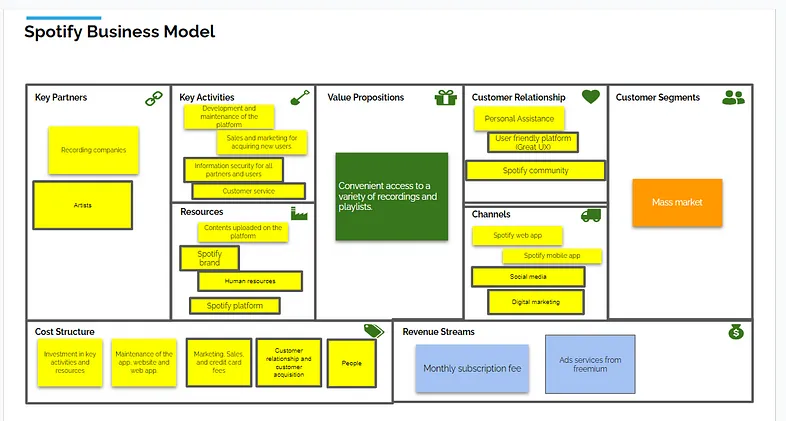 Spotify Business Model
Key Partners
Recording companies
Artists
Key Activities
Development and
maintenance of the
platform
Sales and marketing for
acquiring new users
Information security for all
partners and users
Customer service
Resources
Contents uploaded on the
platform
Spotify
brand
Human resources
Spotify platform
Value Propositions
Convenient access to a
variety of recordings and
playlists.
Customer Relationship
Personal Assistance
User friendly platform
(Great UX)
Spotify community
Channels
Spotify web app
Spotify mobile app
Social media
Digital marketing
Customer Segments
Mass market
Cost Structure
Investment in key
activities and
resources
Maintenance of the
app, website and
web app.
Marketing, Sales,
and credit card
fees
Customer
relationship and
customer
acquisition
People
Revenue Streams
$
Monthly subscription fee
Ads services from
freemium